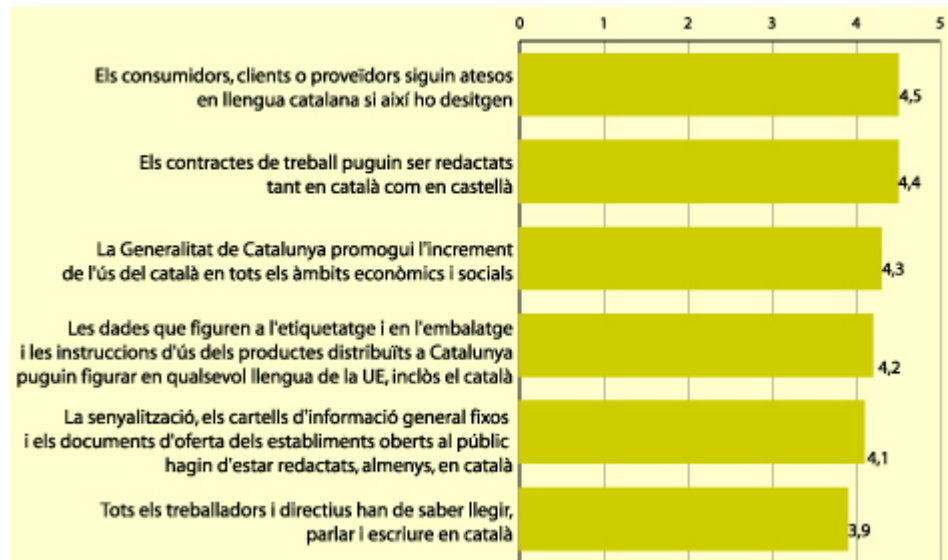 0 1 2 3 4 5
Els consumidors, clients o proveïdors siguin atesos
en llengua catalana si així ho desitgen
4,5
Els contractes de treball puguin ser redactats
tant en català com en castellà
4,4
La Generalitat de Catalunya promogui l'increment
de l'ús del català en tots els àmbits econòmics i socials
4,3
Les dades que figuren a l'etiquetatge i en l'embalatge
i les instruccions d'ús dels productes distribuïts a Catalunya
puguin figurar en qualsevol llengua de la UE, inclòs el català
4,2
La senyalització, els cartells d'informació general fixos
i els documents d'oferta dels establiments oberts al públic
hagin d'estar redactats, almenys, en català
4,1
Tots els treballadors i directius han de saber llegir,
parlar i escriure en català
3,9